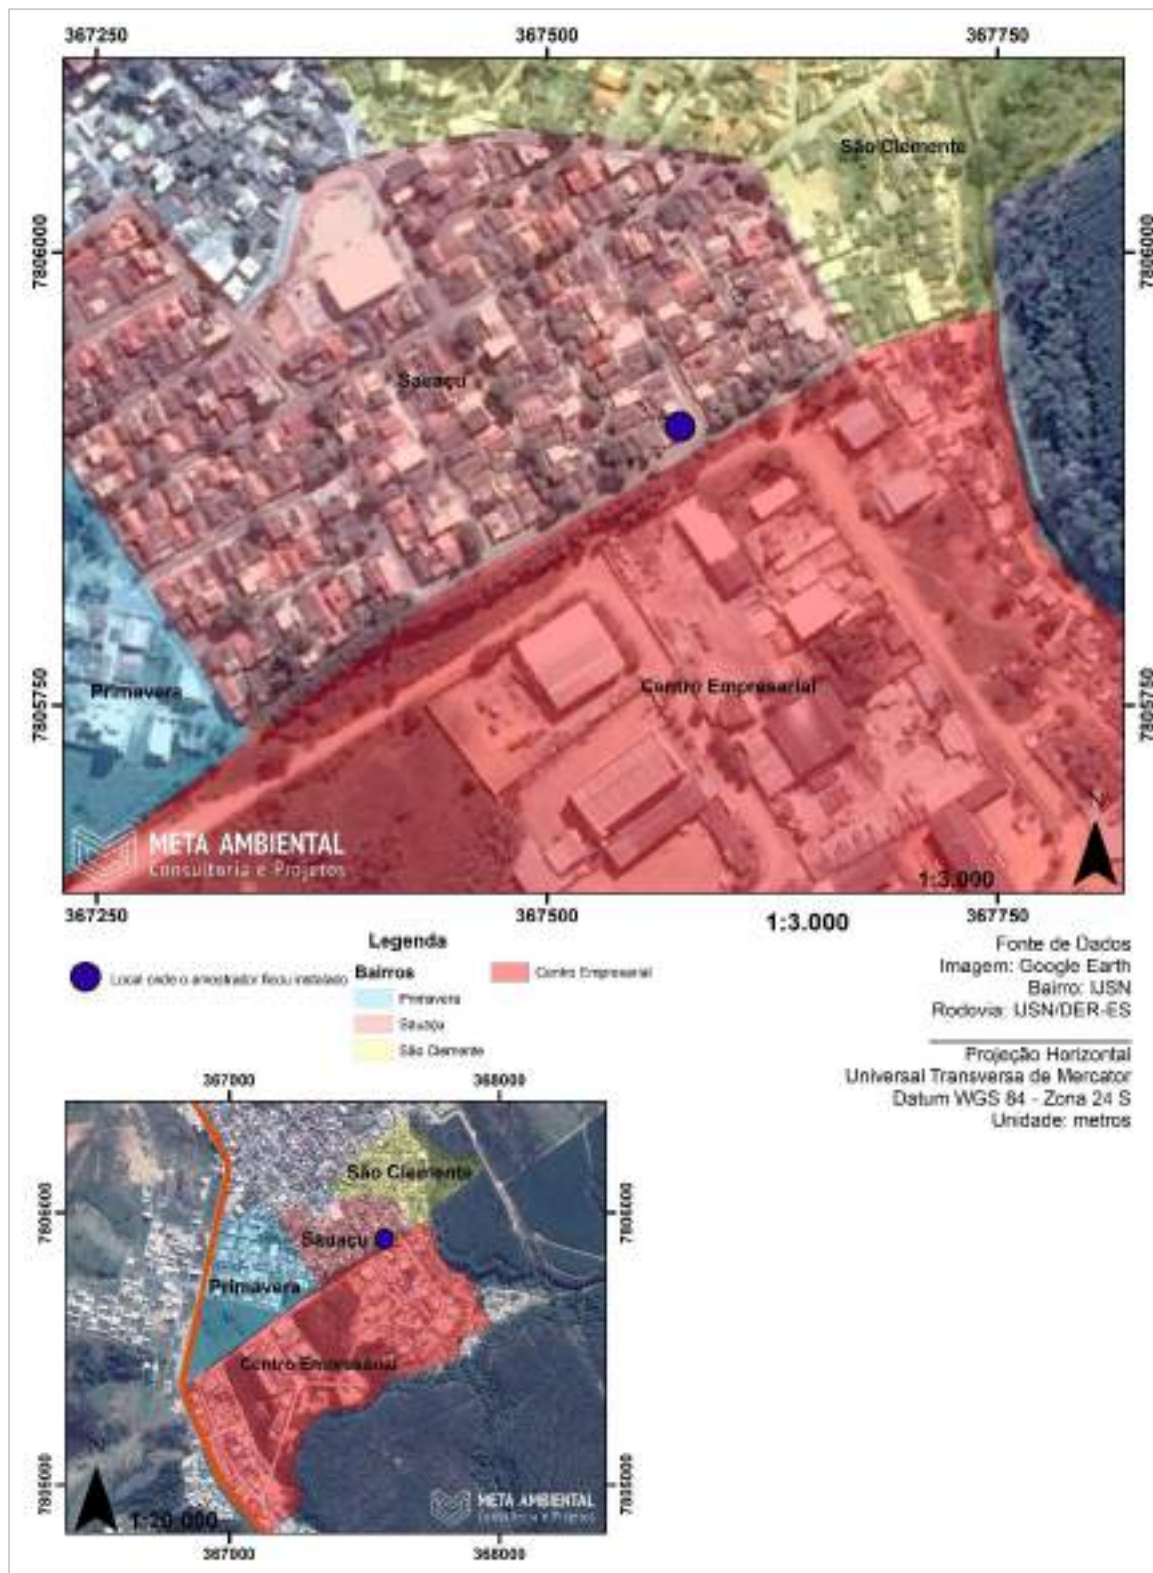 367250 367500 367750
São Clemente
7806000 7806000
Sauaçu
Primavera
Centro Empresarial
7805750 7805750
META AMBIENTAL
Consultoria e Projetos
N
1:3.000
367250 367500 367750
1:3.000
Legenda
Local onde o amostrador ficou instalado
Bairros
Primavera
Sauaçu
São Clemente
Centro Empresarial
Fonte de Dados
Imagem: Google Earth
Bairro: IJSN
Rodovia: IJSN/DER-ES
Projeção Horizontal
Universal Transversa de Mercator
Datum WGS 84 - Zona 24 S
Unidade: metros
367000 368000
São Clemente
7806000 7806000
Sauaçu
Primavera
Centro Empresarial
7805000 7805000
N
META AMBIENTAL
Consultoria e Projetos
1:20.000
367000 368000